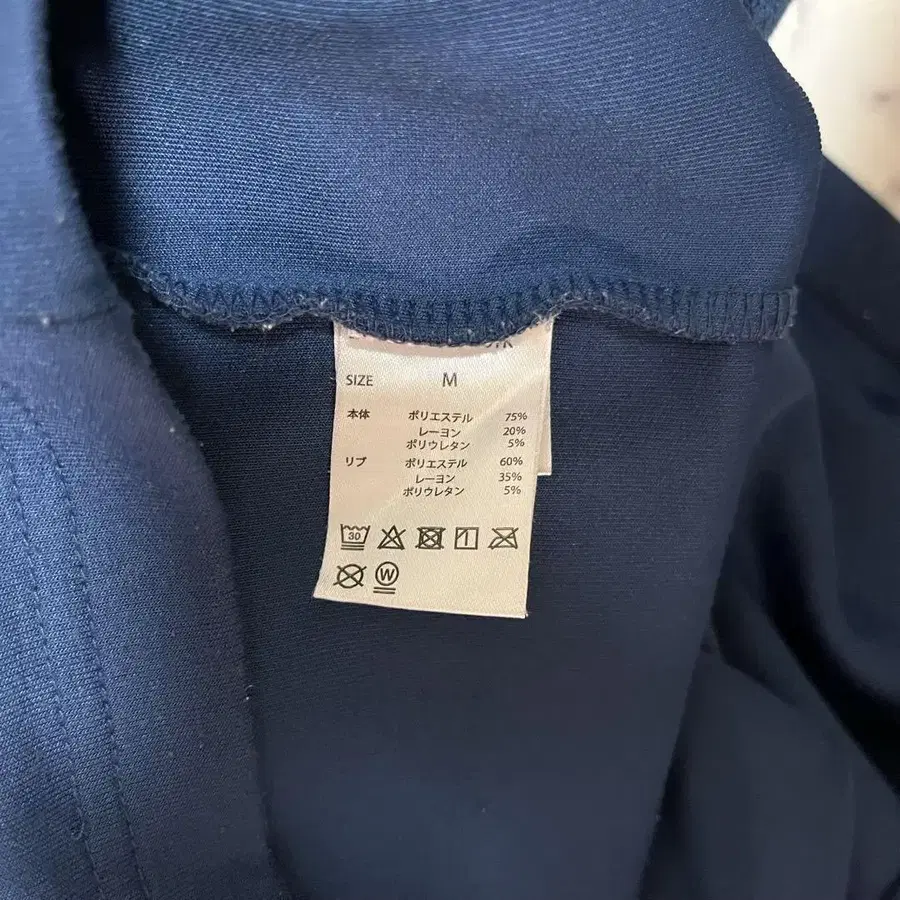 SIZE M
本体 ポリエステル 75%
レーヨン 20%
ポリウレタン 5%
リブ ポリエステル 60%
レーヨン 35%
ポリウレタン 5%
30
W